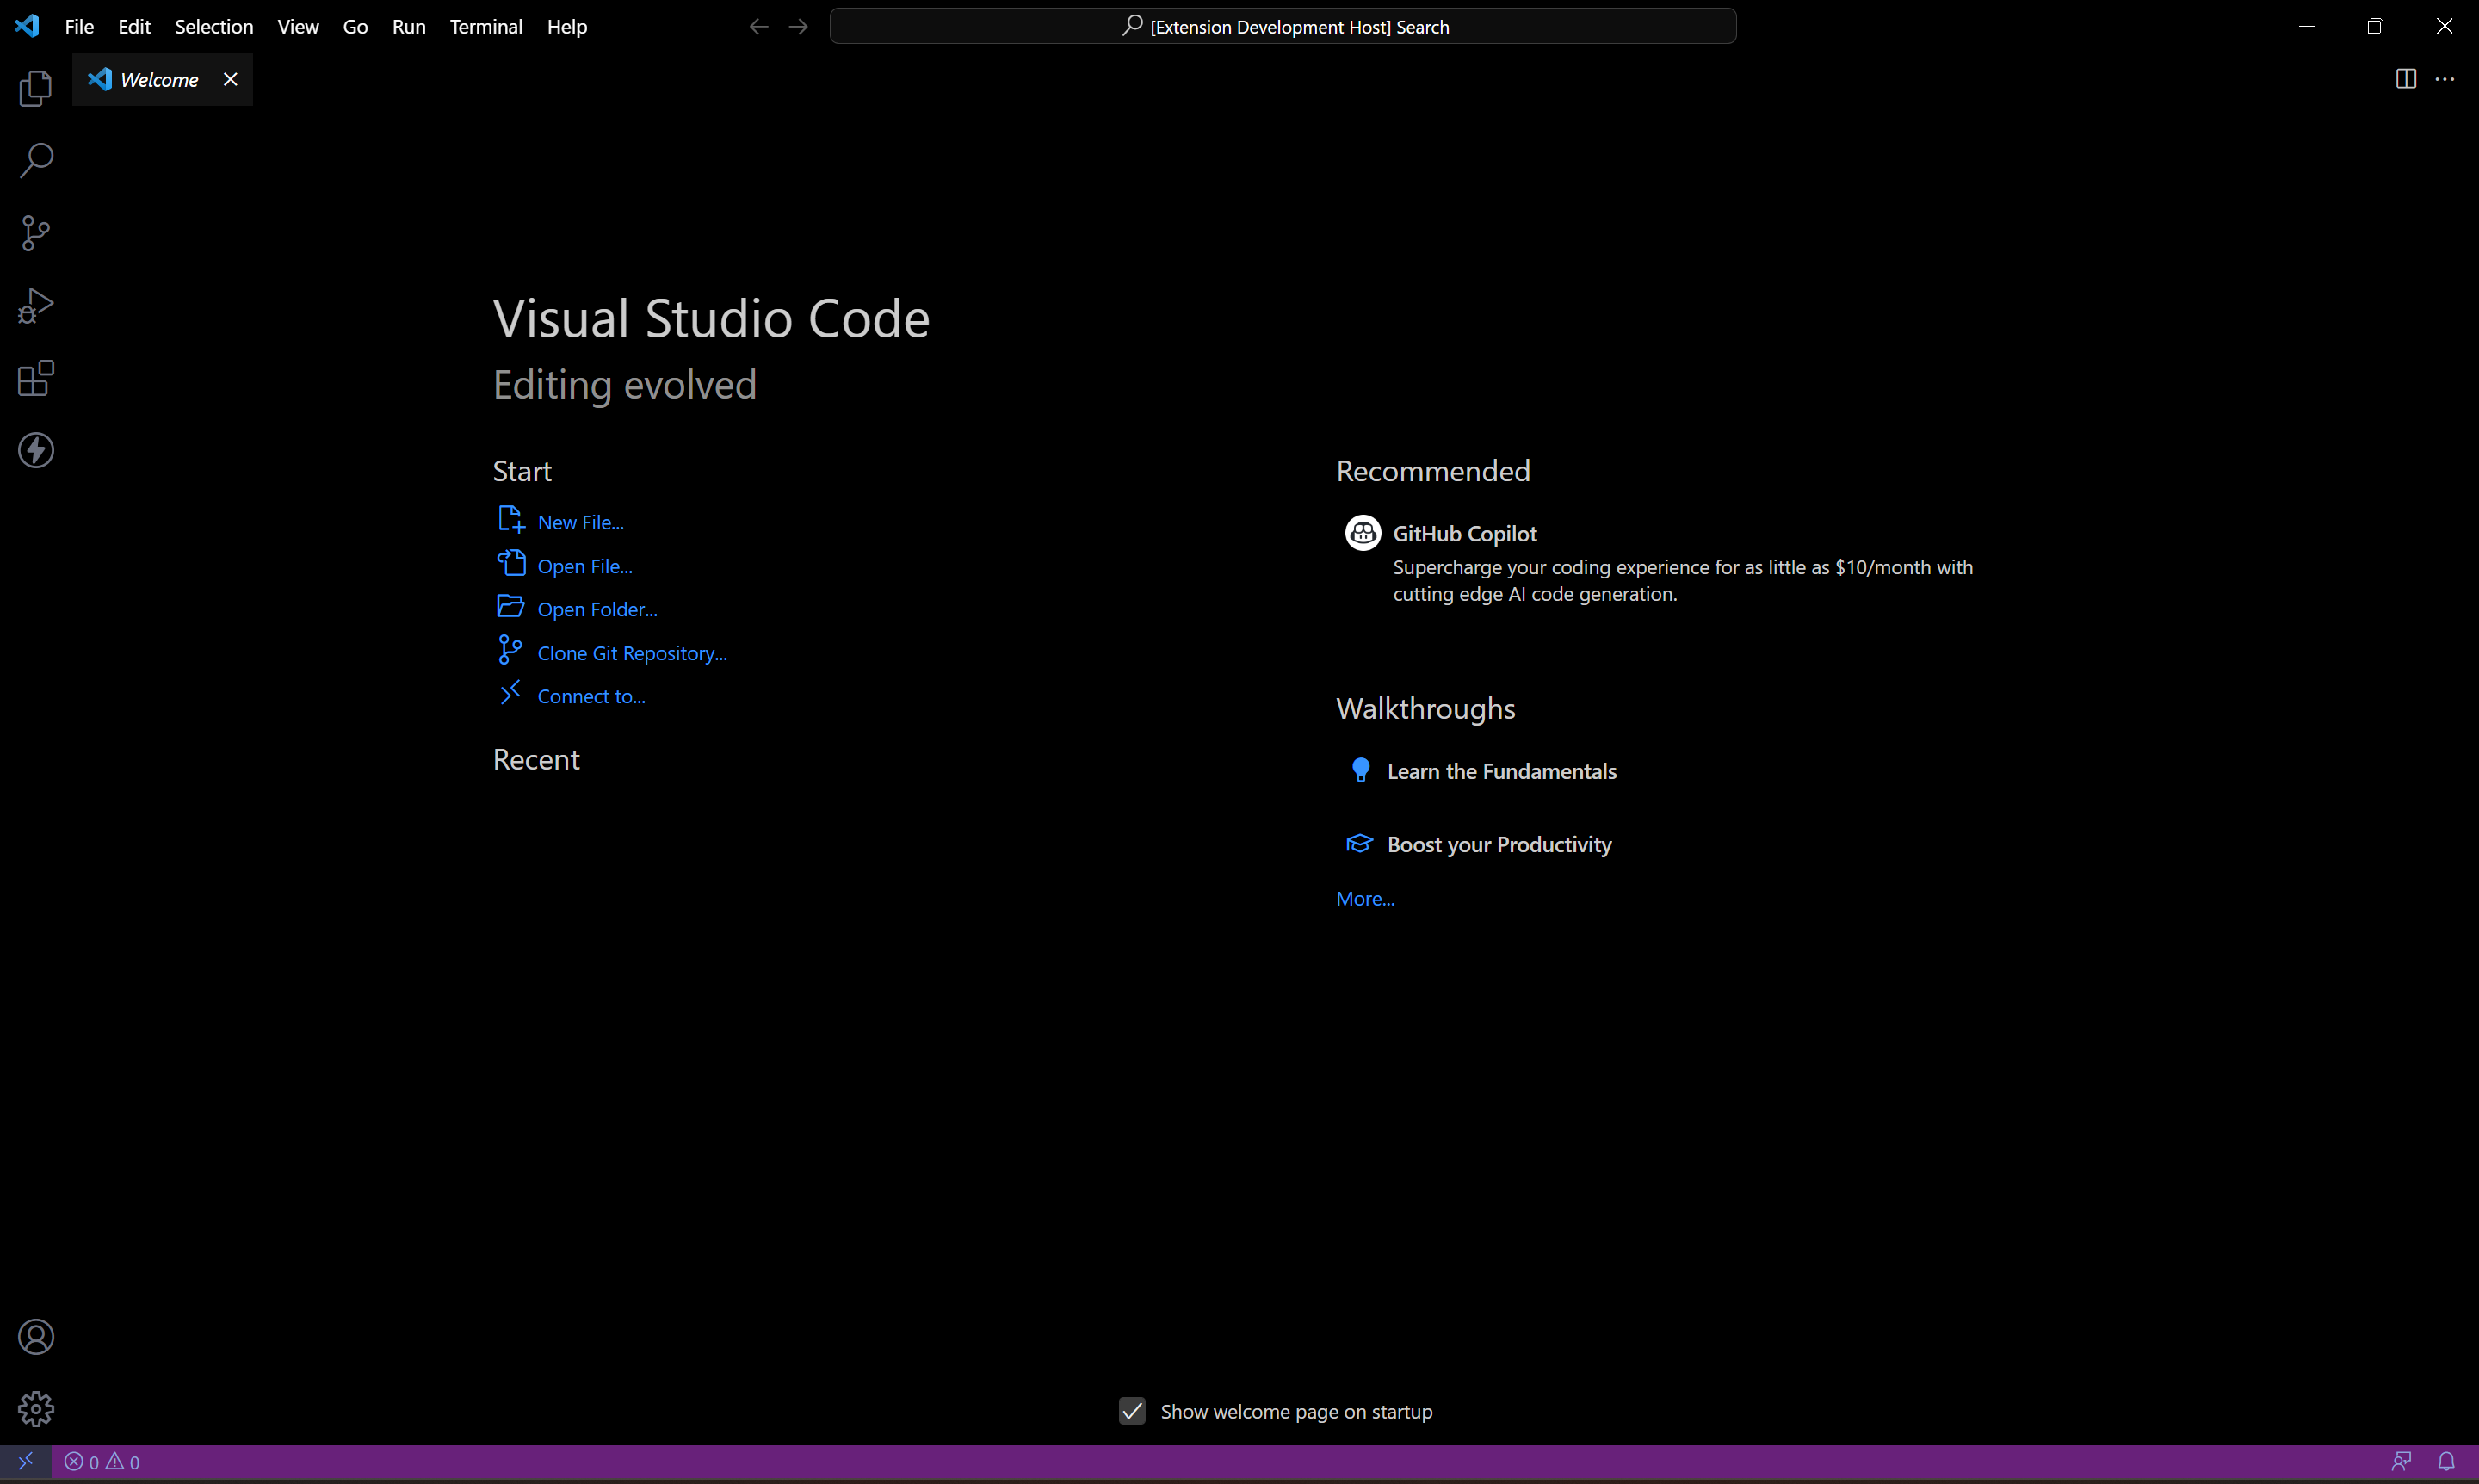 File Edit Selection View Go Run Terminal Help
[Extension Development Host] Search
Welcome
Visual Studio Code
Editing evolved
Start
New File...
Open File...
Open Folder...
Clone Git Repository...
Connect to...
Recent
Recommended
GitHub Copilot
Supercharge your coding experience for as little as $10/month with
cutting edge AI code generation.
Walkthroughs
Learn the Fundamentals
Boost your Productivity
More...
Show welcome page on startup
0 0